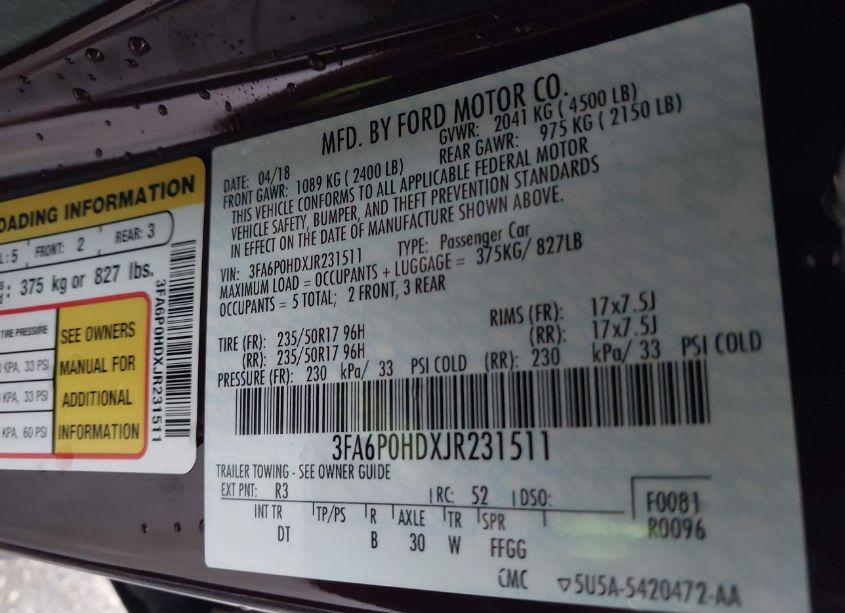 OADING INFORMATION
L: 5 FRONT: 2 REAR: 3
375 kg or 827 lbs.
TIRE PRESSURE
KPA, 33 PSI
KPA, 33 PSI
KPA, 60 PSI
SEE OWNERS
MANUAL FOR
ADDITIONAL
INFORMATION
3FA6P0HDXJR231511
MFD. BY FORD MOTOR CO.
DATE: 04/18 GVWR: 2041 KG ( 4500 LB)
FRONT GAWR: 1089 KG ( 2400 LB) REAR GAWR: 975 KG ( 2150 LB)
THIS VEHICLE CONFORMS TO ALL APPLICABLE FEDERAL MOTOR
VEHICLE SAFETY, BUMPER, AND THEFT PREVENTION STANDARDS
IN EFFECT ON THE DATE OF MANUFACTURE SHOWN ABOVE.
VIN: 3FA6P0HDXJR231511 TYPE: Passenger Car
MAXIMUM LOAD = OCCUPANTS + LUGGAGE = 375KG/ 827LB
OCCUPANTS = 5 TOTAL; 2 FRONT, 3 REAR
TIRE (FR): 235/50R17 96H RIMS (FR): 17x7.5J
(RR): 235/50R17 96H (RR): 17x7.5J
PRESSURE (FR): 230 kPa/ 33 PSI COLD (RR): 230 kPa/ 33 PSI COLD
3FA6P0HDXJR231511
TRAILER TOWING - SEE OWNER GUIDE
EXT PNT: R3 RC: 52 DSO: F0081
INT TR TP/PS R AXLE TR SPR R0096
DT B 30 W FFGG
CMC ▽5U5A-5420472-AA